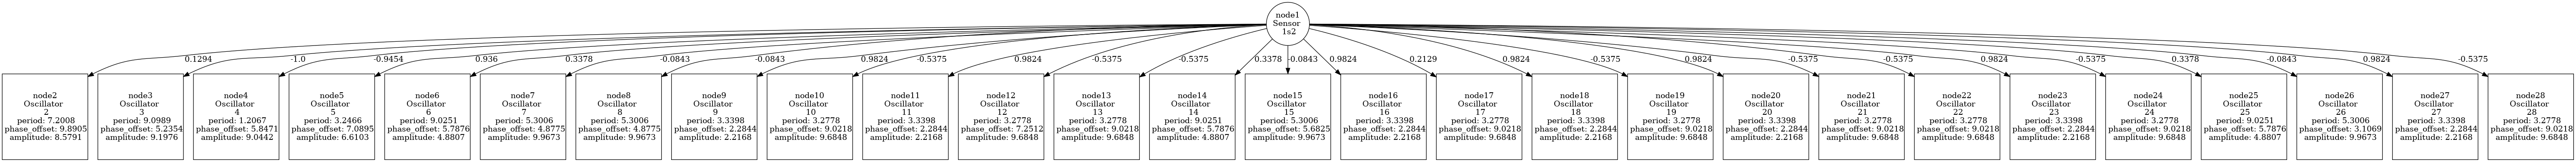 node1
Sensor
1s2
0.1294
-1.0
-0.9454
0.936
0.3378
-0.0843
-0.0843
0.9824
-0.5375
0.9824
-0.5375
-0.5375
0.3378
-0.0843
0.9824
0.2129
0.9824
-0.5375
0.9824
-0.5375
-0.5375
0.9824
-0.5375
0.3378
-0.0843
0.9824
-0.5375
node2
Oscillator
2
period: 7.2008
phase_offset: 9.8905
amplitude: 8.5791
node3
Oscillator
3
period: 9.0989
phase_offset: 5.2354
amplitude: 9.1976
node4
Oscillator
4
period: 1.2067
phase_offset: 5.8471
amplitude: 9.0442
node5
Oscillator
5
period: 3.2466
phase_offset: 7.0895
amplitude: 6.6103
node6
Oscillator
6
period: 9.0251
phase_offset: 5.7876
amplitude: 4.8807
node7
Oscillator
7
period: 5.3006
phase_offset: 4.8775
amplitude: 9.9673
node8
Oscillator
8
period: 5.3006
phase_offset: 4.8775
amplitude: 9.9673
node9
Oscillator
9
period: 3.3398
phase_offset: 2.2844
amplitude: 2.2168
node10
Oscillator
10
period: 3.2778
phase_offset: 9.0218
amplitude: 9.6848
node11
Oscillator
11
period: 3.3398
phase_offset: 2.2844
amplitude: 2.2168
node12
Oscillator
12
period: 3.2778
phase_offset: 7.2512
amplitude: 9.6848
node13
Oscillator
13
period: 3.2778
phase_offset: 9.0218
amplitude: 9.6848
node14
Oscillator
14
period: 9.0251
phase_offset: 5.7876
amplitude: 4.8807
node15
Oscillator
15
period: 5.3006
phase_offset: 5.6825
amplitude: 9.9673
node16
Oscillator
16
period: 3.3398
phase_offset: 2.2844
amplitude: 2.2168
node17
Oscillator
17
period: 3.2778
phase_offset: 9.0218
amplitude: 9.6848
node18
Oscillator
18
period: 3.3398
phase_offset: 2.2844
amplitude: 2.2168
node19
Oscillator
19
period: 3.2778
phase_offset: 9.0218
amplitude: 9.6848
node20
Oscillator
20
period: 3.3398
phase_offset: 2.2844
amplitude: 2.2168
node21
Oscillator
21
period: 3.2778
phase_offset: 9.0218
amplitude: 9.6848
node22
Oscillator
22
period: 3.2778
phase_offset: 9.0218
amplitude: 9.6848
node23
Oscillator
23
period: 3.3398
phase_offset: 2.2844
amplitude: 2.2168
node24
Oscillator
24
period: 3.2778
phase_offset: 9.0218
amplitude: 9.6848
node25
Oscillator
25
period: 9.0251
phase_offset: 5.7876
amplitude: 4.8807
node26
Oscillator
26
period: 5.3006
phase_offset: 3.1069
amplitude: 9.9673
node27
Oscillator
27
period: 3.3398
phase_offset: 2.2844
amplitude: 2.2168
node28
Oscillator
28
period: 3.2778
phase_offset: 9.0218
amplitude: 9.6848